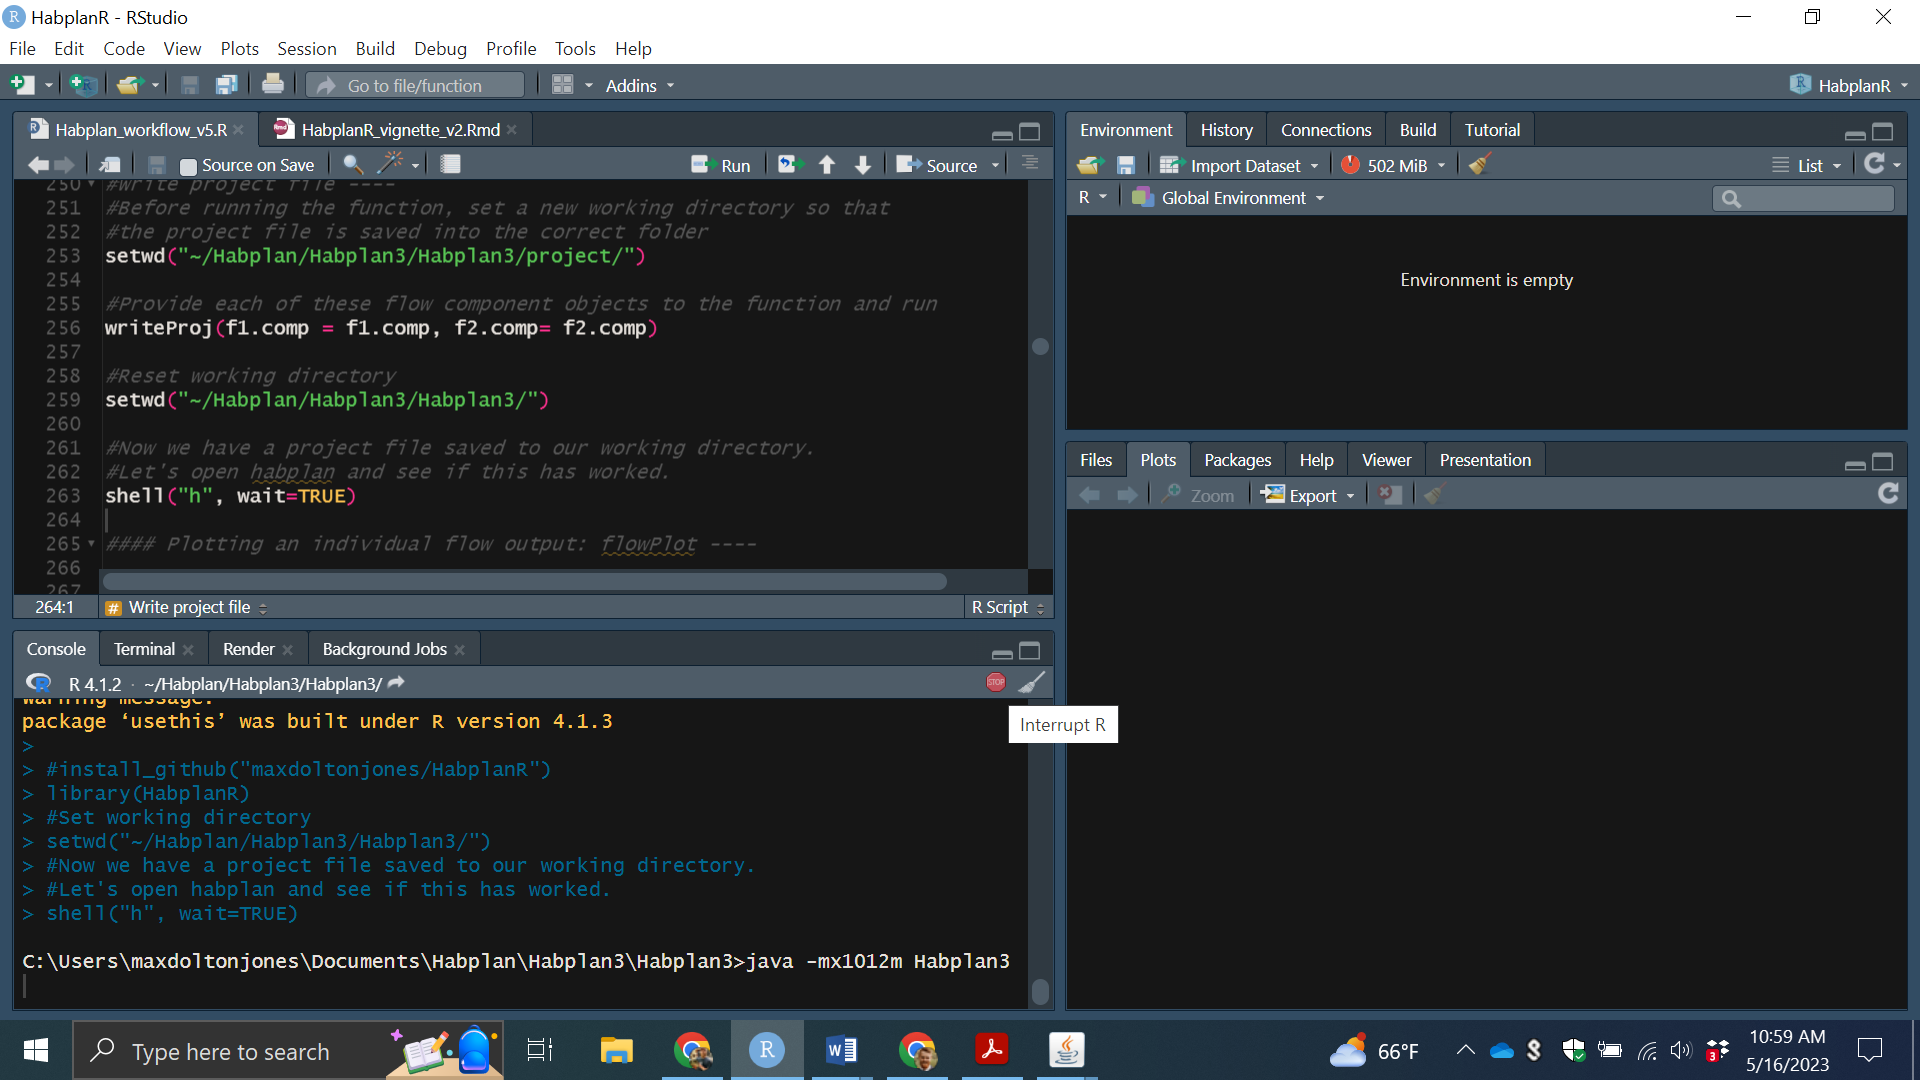 HabplanR - RStudio
File Edit Code View Plots Session Build Debug Profile Tools Help
Go to file/function Addins HabplanR
Habplan_workflow_v5.R HabplanR_vignette_v2.Rmd
Source on Save Run Source
250 #Write project file ----
251 #Before running the function, set a new working directory so that
252 #the project file is saved into the correct folder
253 setwd("~/Habplan/Habplan3/Habplan3/project/")
254
255 #Provide each of these flow component objects to the function and run
256 writeProj(f1.comp = f1.comp, f2.comp= f2.comp)
257
258 #Reset working directory
259 setwd("~/Habplan/Habplan3/Habplan3/")
260
261 #Now we have a project file saved to our working directory.
262 #Let's open habplan and see if this has worked.
263 shell("h", wait=TRUE)
264
265 #### Plotting an individual flow output: flowPlot ----
266
267
264:1 # Write project file R Script
Console Terminal Render Background Jobs
R 4.1.2 · ~/Habplan/Habplan3/Habplan3/ STOP
Warning message:
package ‘usethis’ was built under R version 4.1.3
>
> #install_github("maxdoltonjones/HabplanR")
> library(HabplanR)
> #Set working directory
> setwd("~/Habplan/Habplan3/Habplan3/")
> #Now we have a project file saved to our working directory.
> #Let's open habplan and see if this has worked.
> shell("h", wait=TRUE)
C:\Users\maxdoltonjones\Documents\Habplan\Habplan3\Habplan3>java -mx1012m Habplan3
Interrupt R
Environment History Connections Build Tutorial
Import Dataset 502 MiB List
R Global Environment
Environment is empty
Files Plots Packages Help Viewer Presentation
Zoom Export
Type here to search
66°F
3
10:59 AM
5/16/2023